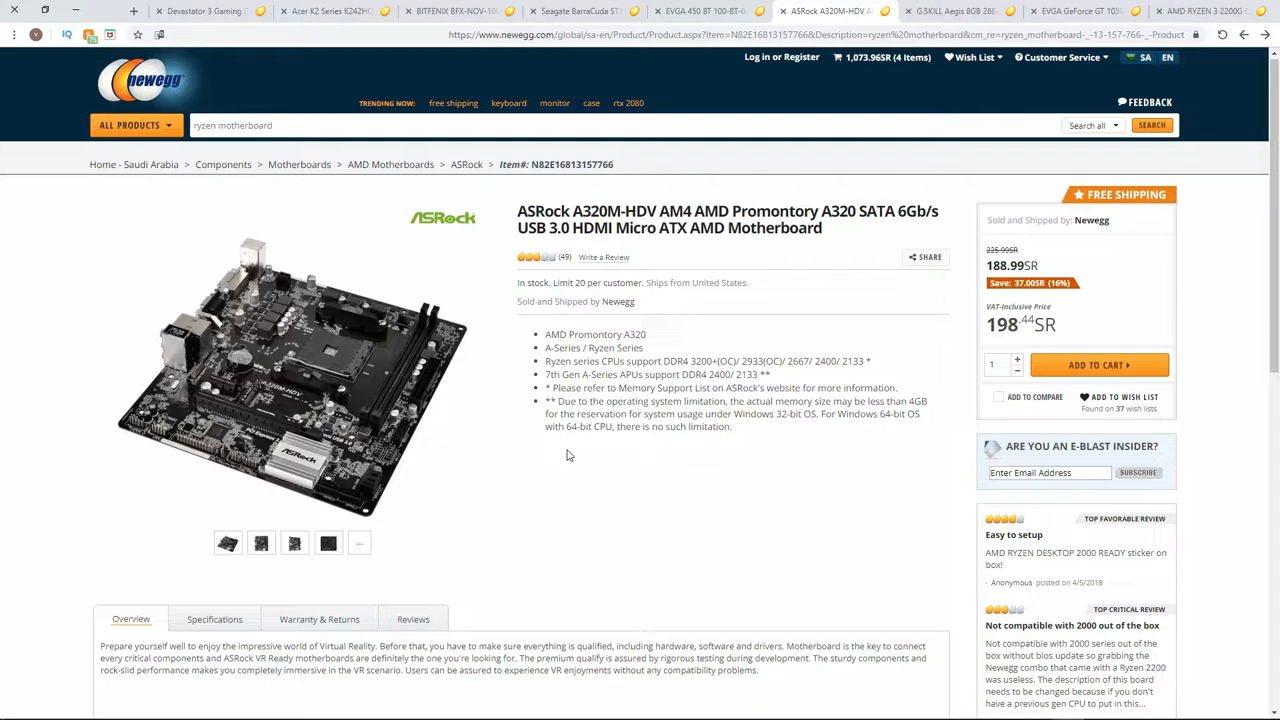 Devastator 3 Gaming C
Acer K2 Series K242HQ
BITFENIX BFX-NOV-100
Seagate BarraCuda ST1
EVGA 450 BT 100-BT-0
ASRock A320M-HDV AM
G.SKILL Aegis 8GB 288
EVGA GeForce GT 1030
AMD RYZEN 3 2200G
https://www.newegg.com/global/sa-en/Product/Product.aspx?Item=N82E16813157766&Description=ryzen%20motherboard&cm_re=ryzen_motherboard-_-13-157-766-_-Product
newegg
Log in or Register
1,073.96SR (4 Items)
Wish List
Customer Service
SA
EN
TRENDING NOW: free shipping keyboard monitor case rtx 2080
FEEDBACK
ALL PRODUCTS
ryzen motherboard
Search all
SEARCH
Home - Saudi Arabia > Components > Motherboards > AMD Motherboards > ASRock > Item#: N82E16813157766
ASRock
ASRock A320M-HDV AM4 AMD Promontory A320 SATA 6Gb/s
USB 3.0 HDMI Micro ATX AMD Motherboard
(49) Write a Review
SHARE
In stock. Limit 20 per customer. Ships from United States.
Sold and Shipped by Newegg
• AMD Promontory A320
• A-Series / Ryzen Series
• Ryzen series CPUs support DDR4 3200+(OC)/ 2933(OC)/ 2667/ 2400/ 2133 *
• 7th Gen A-Series APUs support DDR4 2400/ 2133 **
• * Please refer to Memory Support List on ASRock's website for more information.
• ** Due to the operating system limitation, the actual memory size may be less than 4GB
for the reservation for system usage under Windows 32-bit OS. For Windows 64-bit OS
with 64-bit CPU, there is no such limitation.
A320M-HDV
ASRock
...
FREE SHIPPING
Sold and Shipped by: Newegg
225.99SR
188.99SR
Save: 37.00SR (16%)
VAT-Inclusive Price
198.44SR
1
ADD TO CART
ADD TO COMPARE
ADD TO WISH LIST
Found on 37 wish lists
ARE YOU AN E-BLAST INSIDER?
Enter Email Address
SUBSCRIBE
TOP FAVORABLE REVIEW
Easy to setup
AMD RYZEN DESKTOP 2000 READY sticker on
box!
- Anonymous posted on 4/5/2018
TOP CRITICAL REVIEW
Not compatible with 2000 out of the box
Not compatible with 2000 series out of the
box without bios update so grabbing the
Newegg combo that came with a Ryzen 2200
was useless. The description of this board
needs to be changed because if you don't
have a previous gen CPU to put in this...
Overview
Specifications
Warranty & Returns
Reviews
Prepare yourself well to enjoy the impressive world of Virtual Reality. Before that, you have to make sure everything is qualified, including hardware, software and drivers. Motherboard is the key to connect
every critical components and ASRock VR Ready motherboards are definitely the one you're looking for. The premium qualify is assured by rigorous testing during development. The sturdy components and
rock-slid performance makes you completely immersive in the VR scenario. Users can be assured to experience VR enjoyments without any compatibility problems.